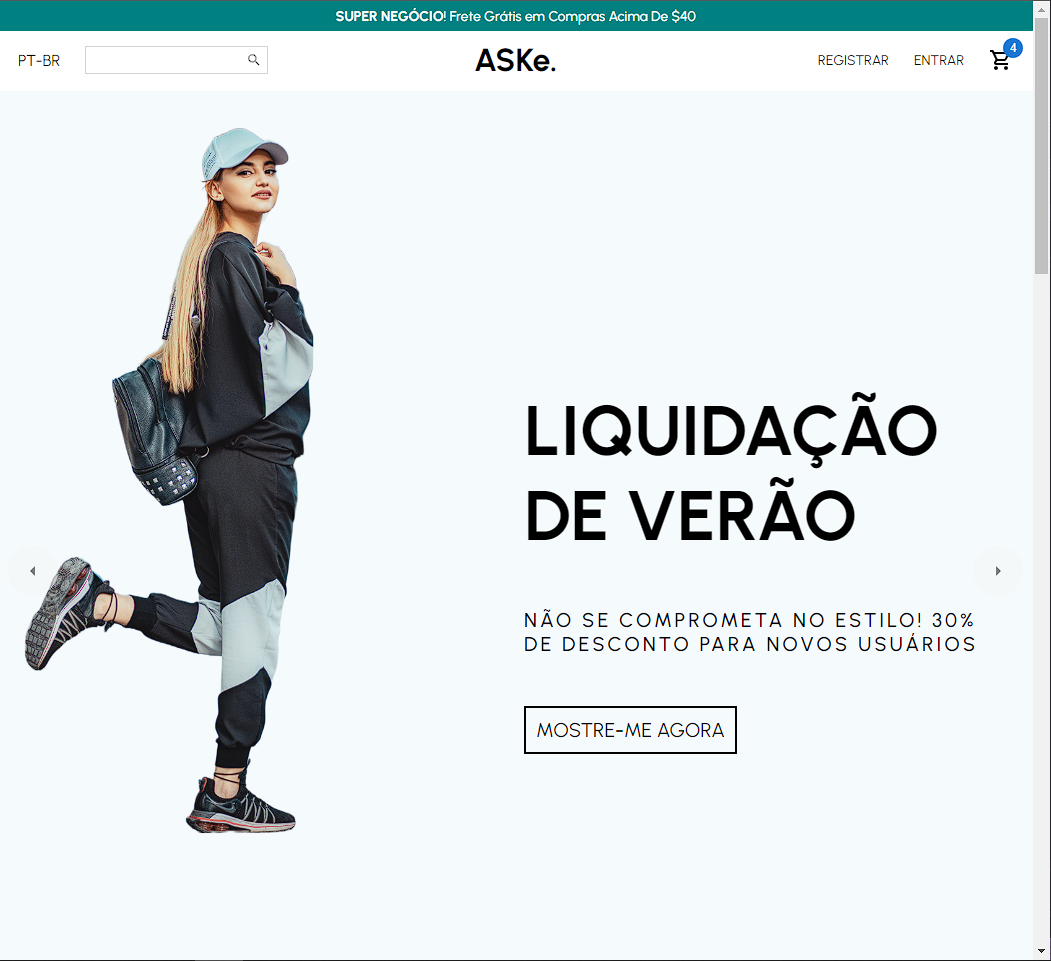 SUPER NEGÓCIO! Frete Grátis em Compras Acima De $40
PT-BR
ASKe.
REGISTRAR
ENTRAR
4
LIQUIDAÇÃO
DE VERÃO
NÃO SE COMPROMETA NO ESTILO! 30%
DE DESCONTO PARA NOVOS USUÁRIOS
MOSTRE-ME AGORA